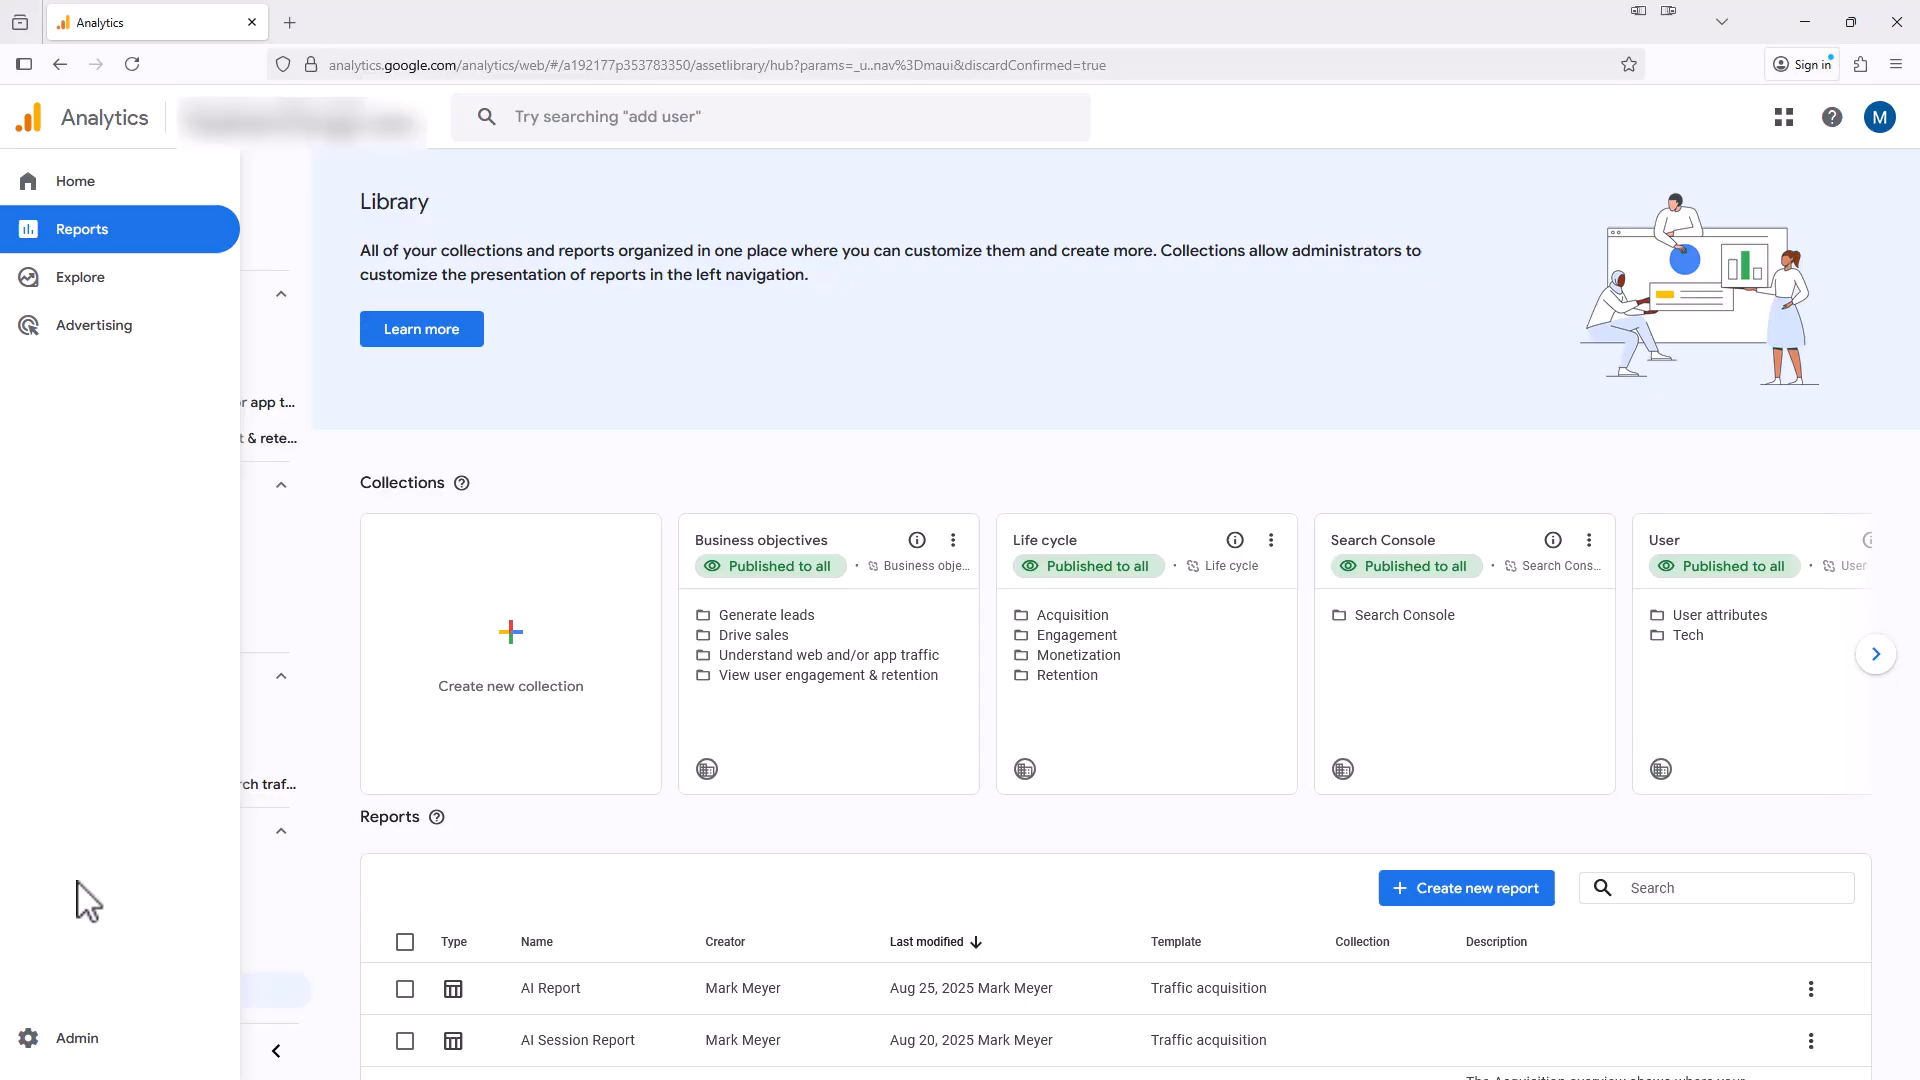 Analytics
analytics.google.com/analytics/web/#/a192177p353783350/assetlibrary/hub?params=_u..nav%3Dmaui&discardConfirmed=true
Sign in
Analytics
Try searching "add user"
M
Home
Reports
Explore
Advertising
r app t...
t & rete...
rch traf...
Admin
Library
All of your collections and reports organized in one place where you can customize them and create more. Collections allow administrators to
customize the presentation of reports in the left navigation.
Learn more
Collections
Create new collection
Business objectives
Published to all • Business obje...
Generate leads
Drive sales
Understand web and/or app traffic
View user engagement & retention
Life cycle
Published to all • Life cycle
Acquisition
Engagement
Monetization
Retention
Search Console
Published to all • Search Cons...
Search Console
User
Published to all • User
User attributes
Tech
Reports
Create new report
Search
Type Name Creator Last modified Template Collection Description
AI Report Mark Meyer Aug 25, 2025 Mark Meyer Traffic acquisition
AI Session Report Mark Meyer Aug 20, 2025 Mark Meyer Traffic acquisition